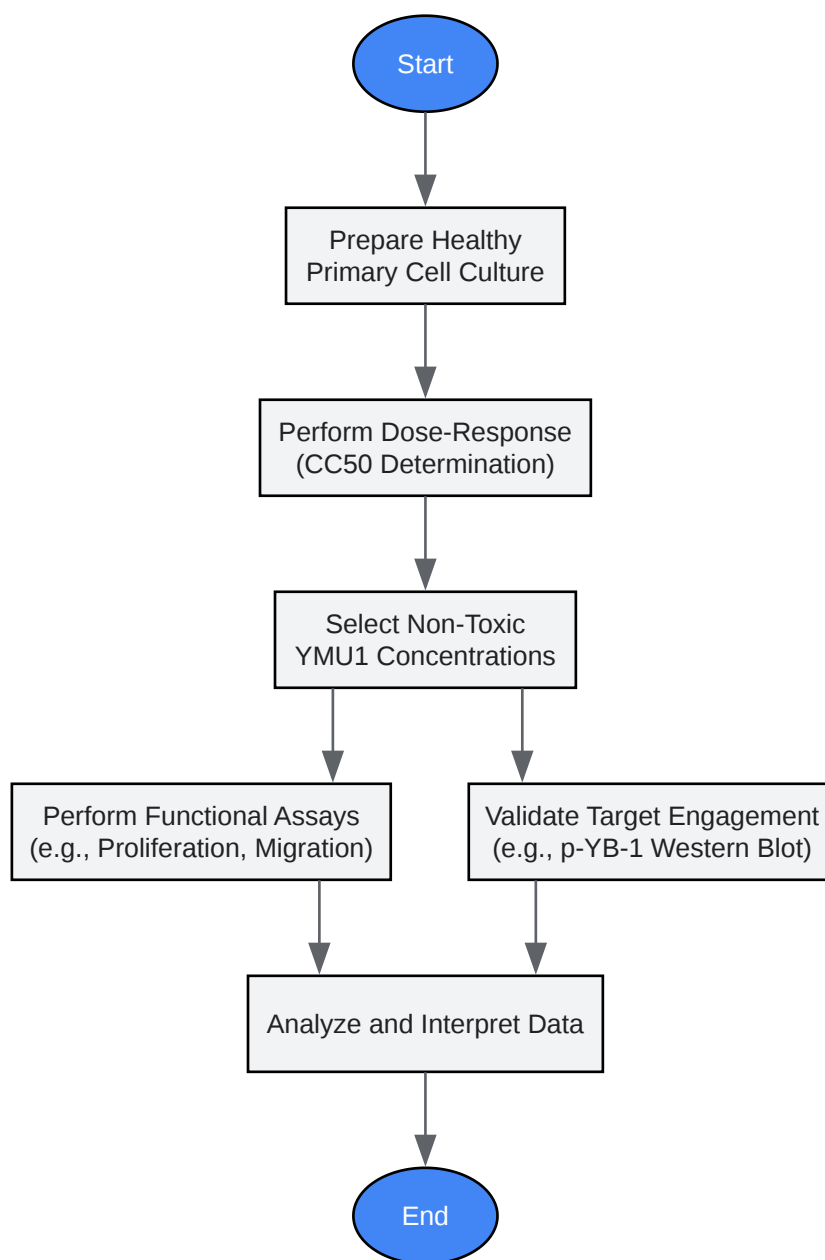 Start
Prepare Healthy
Primary Cell Culture
Perform Dose-Response
(CC50 Determination)
Select Non-Toxic
YMU1 Concentrations
Perform Functional Assays
(e.g., Proliferation, Migration)
Validate Target Engagement
(e.g., p-YB-1 Western Blot)
Analyze and Interpret Data
End